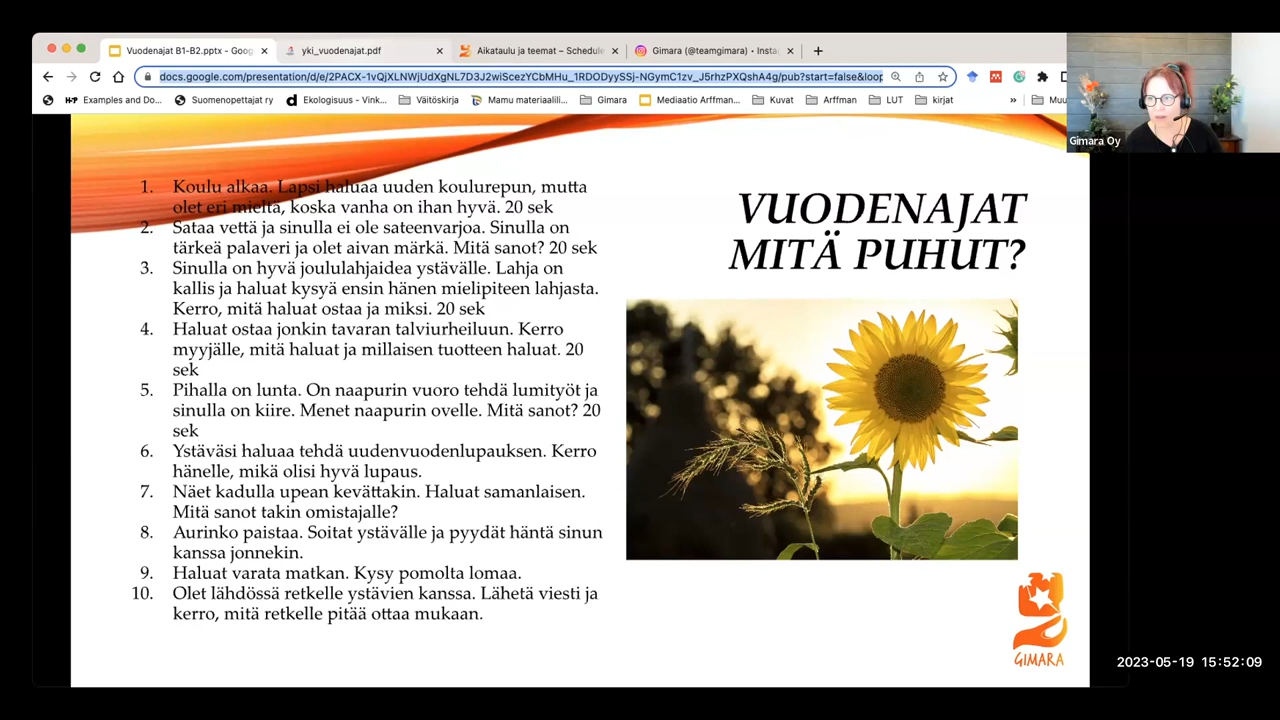 Vuodenajat B1-B2.pptx - Goog
yki_vuodenajat.pdf
Aikataulu ja teemat – Schedule
Gimara (@teamgimara) • Insta
docs.google.com/presentation/d/e/2PACX-1vQjXLNWjUdXgNL7D3J2wiScezYCbMHu_1RDODyySSj-NGymC1zv_J5rhzPXQshA4g/pub?start=false&loop
Examples and Do...
Suomenopettajat ry
Ekologisuus - Vink...
Väitöskirja
Mamu materiaalili...
Gimara
Mediaatio Arffman...
Kuvat
Arffman
LUT
kirjat
»
Muu
Gimara Oy
1. Koulu alkaa. Lapsi haluaa uuden koulurepun, mutta
olet eri mieltä, koska vanha on ihan hyvä. 20 sek
2. Sataa vettä ja sinulla ei ole sateenvarjoa. Sinulla on
tärkeä palaveri ja olet aivan märkä. Mitä sanot? 20 sek
3. Sinulla on hyvä joululahjaidea ystävälle. Lahja on
kallis ja haluat kysyä ensin hänen mielipiteen lahjasta.
Kerro, mitä haluat ostaa ja miksi. 20 sek
4. Haluat ostaa jonkin tavaran talviurheiluun. Kerro
myyjälle, mitä haluat ja millaisen tuotteen haluat. 20
sek
5. Pihalla on lunta. On naapurin vuoro tehdä lumityöt ja
sinulla on kiire. Menet naapurin ovelle. Mitä sanot? 20
sek
6. Ystäväsi haluaa tehdä uudenvuodenlupauksen. Kerro
hänelle, mikä olisi hyvä lupaus.
7. Näet kadulla upean kevättakin. Haluat samanlaisen.
Mitä sanot takin omistajalle?
8. Aurinko paistaa. Soitat ystävälle ja pyydät häntä sinun
kanssa jonnekin.
9. Haluat varata matkan. Kysy pomolta lomaa.
10. Olet lähdössä retkelle ystävien kanssa. Lähetä viesti ja
kerro, mitä retkelle pitää ottaa mukaan.
VUODENAJAT
MITÄ PUHUT?
GIMARA
2023-05-19 15:52:09